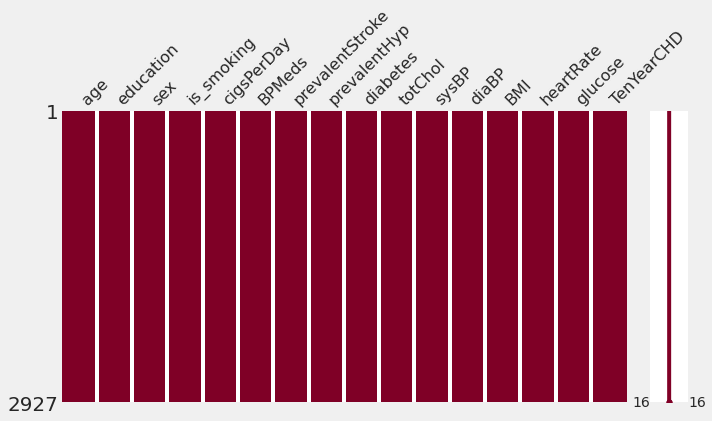 age
education
sex
is_smoking
cigsPerDay
BPMeds
prevalentStroke
prevalentHyp
diabetes
totChol
sysBP
diaBP
BMI
heartRate
glucose
TenYearCHD
1
2927
16 16